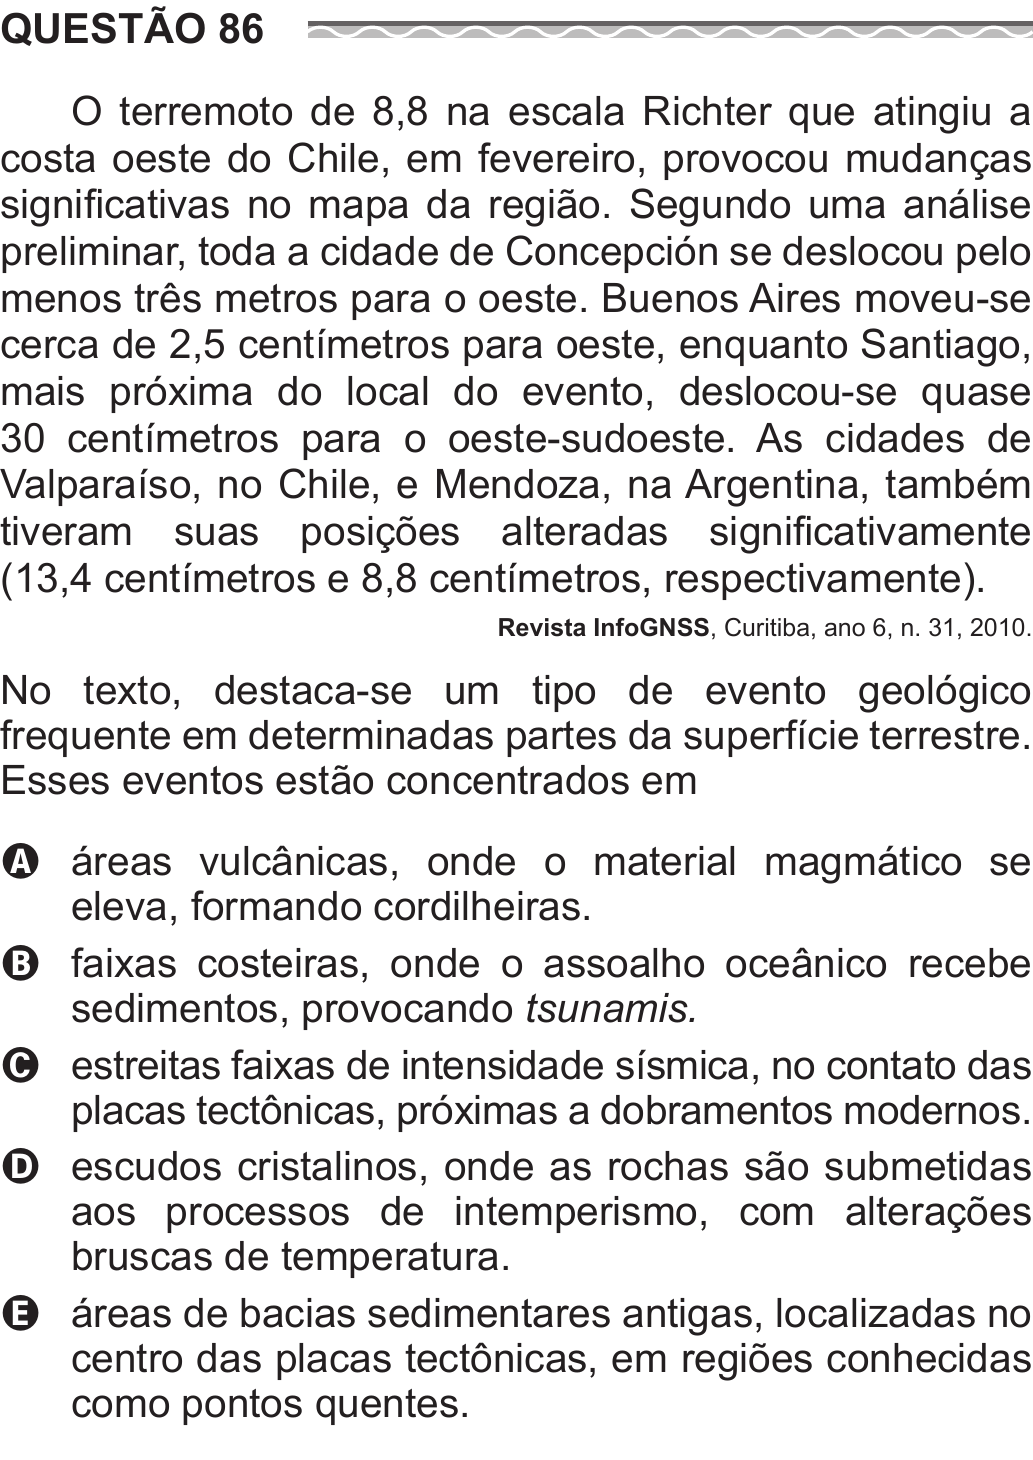 QUESTÃO 86
O terremoto de 8,8 na escala Richter que atingiu a
costa oeste do Chile, em fevereiro, provocou mudanças
significativas no mapa da região. Segundo uma análise
preliminar, toda a cidade de Concepción se deslocou pelo
menos três metros para o oeste. Buenos Aires moveu-se
cerca de 2,5 centímetros para oeste, enquanto Santiago,
mais próxima do local do evento, deslocou-se quase
30 centímetros para o oeste-sudoeste. As cidades de
Valparaíso, no Chile, e Mendoza, na Argentina, também
tiveram suas posições alteradas significativamente
(13,4 centímetros e 8,8 centímetros, respectivamente).
Revista InfoGNSS, Curitiba, ano 6, n. 31, 2010.
No texto, destaca-se um tipo de evento geológico
frequente em determinadas partes da superfície terrestre.
Esses eventos estão concentrados em
A áreas vulcânicas, onde o material magmático se
eleva, formando cordilheiras.
B faixas costeiras, onde o assoalho oceânico recebe
sedimentos, provocando tsunamis.
C estreitas faixas de intensidade sísmica, no contato das
placas tectônicas, próximas a dobramentos modernos.
D escudos cristalinos, onde as rochas são submetidas
aos processos de intemperismo, com alterações
bruscas de temperatura.
E áreas de bacias sedimentares antigas, localizadas no
centro das placas tectônicas, em regiões conhecidas
como pontos quentes.